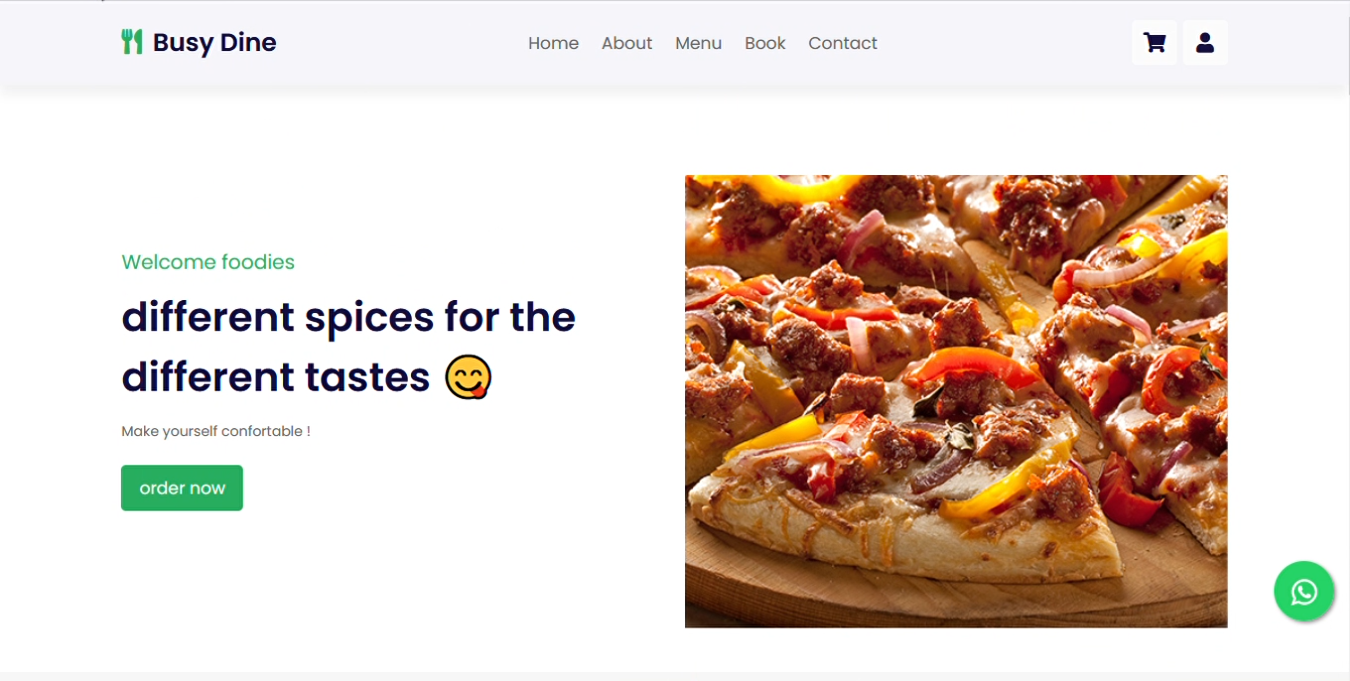 Busy Dine
Home About Menu Book Contact
Welcome foodies
different spices for the
different tastes 😋
Make yourself confortable !
order now